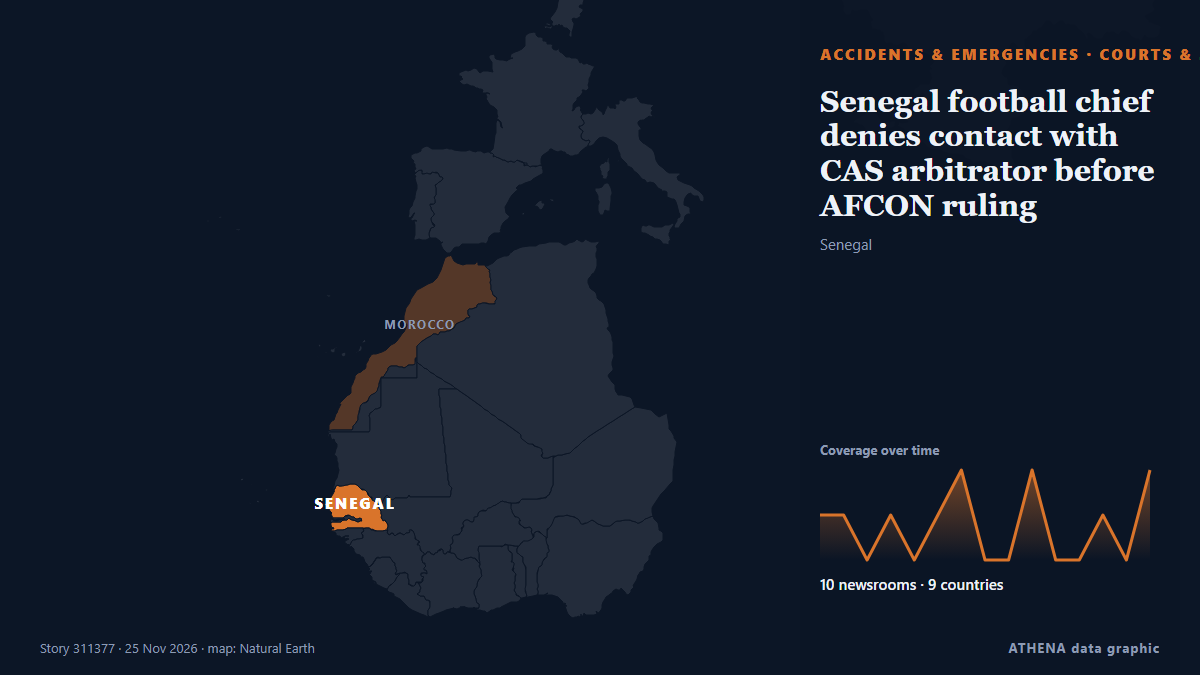 ACCIDENTS & EMERGENCIES · COURTS &
Senegal football chief
denies contact with
CAS arbitrator before
AFCON ruling
Senegal
MOROCCO
SENEGAL
Coverage over time
10 newsrooms · 9 countries
Story 311377 · 25 Nov 2026 · map: Natural Earth
ATHENA data graphic